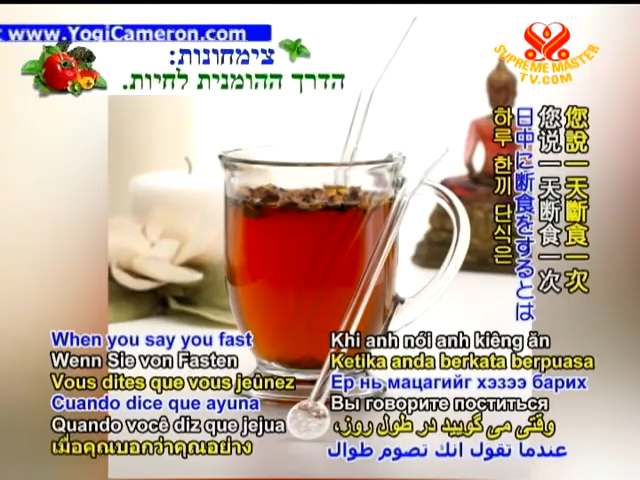 www.YogiCameron.com
צימחונות:
הדרך ההומנית לחיות.
SUPREME MASTER
TV.COM
您說一天斷食一次
您说一天断食一次
日中に断食をするとは
하루 한끼 단식은
When you say you fast
Wenn Sie von Fasten
Vous dites que vous jeûnez
Cuando dice que ayuna
Quando você diz que jejua
เมื่อคุณบอกว่าคุณอย่าง
Khi anh nói anh kiêng ăn
Ketika anda berkata berpuasa
Ер нь мацагийг хэзээ барих
Вы говорите поститься
وقتی می گویید در طول روز،
عندما تقول انك تصوم طوال